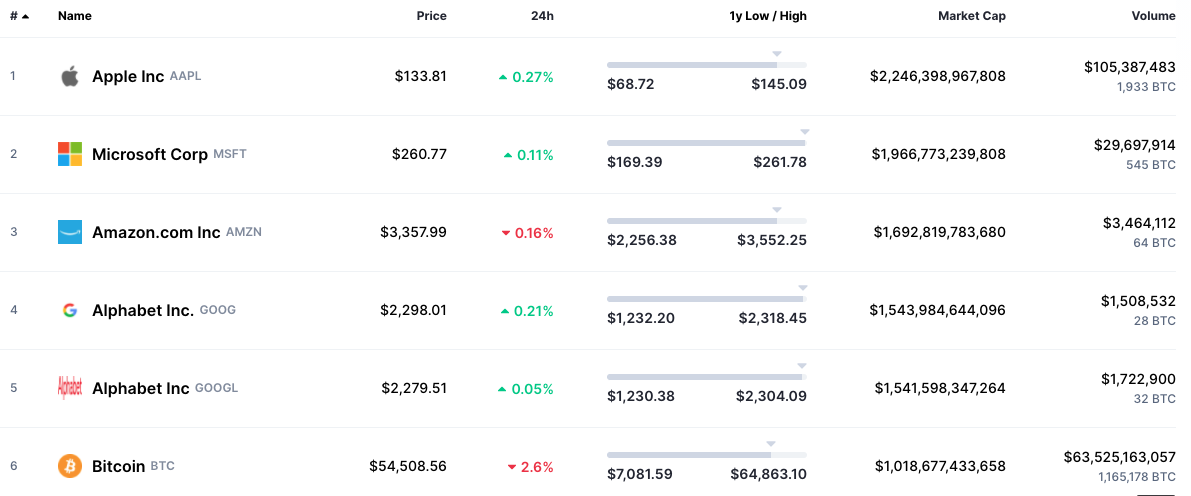 # Name Price 24h 1y Low / High Market Cap Volume
1 Apple Inc AAPL $133.81 0.27% $68.72 $145.09 $2,246,398,967,808 $105,387,483
1,933 BTC
2 Microsoft Corp MSFT $260.77 0.11% $169.39 $261.78 $1,966,773,239,808 $29,697,914
545 BTC
3 Amazon.com Inc AMZN $3,357.99 0.16% $2,256.38 $3,552.25 $1,692,819,783,680 $3,464,112
64 BTC
4 Alphabet Inc. GOOG $2,298.01 0.21% $1,232.20 $2,318.45 $1,543,984,644,096 $1,508,532
28 BTC
5 Alphabet Alphabet Inc GOOGL $2,279.51 0.05% $1,230.38 $2,304.09 $1,541,598,347,264 $1,722,900
32 BTC
6 Bitcoin BTC $54,508.56 2.6% $7,081.59 $64,863.10 $1,018,677,433,658 $63,525,163,057
1,165,178 BTC